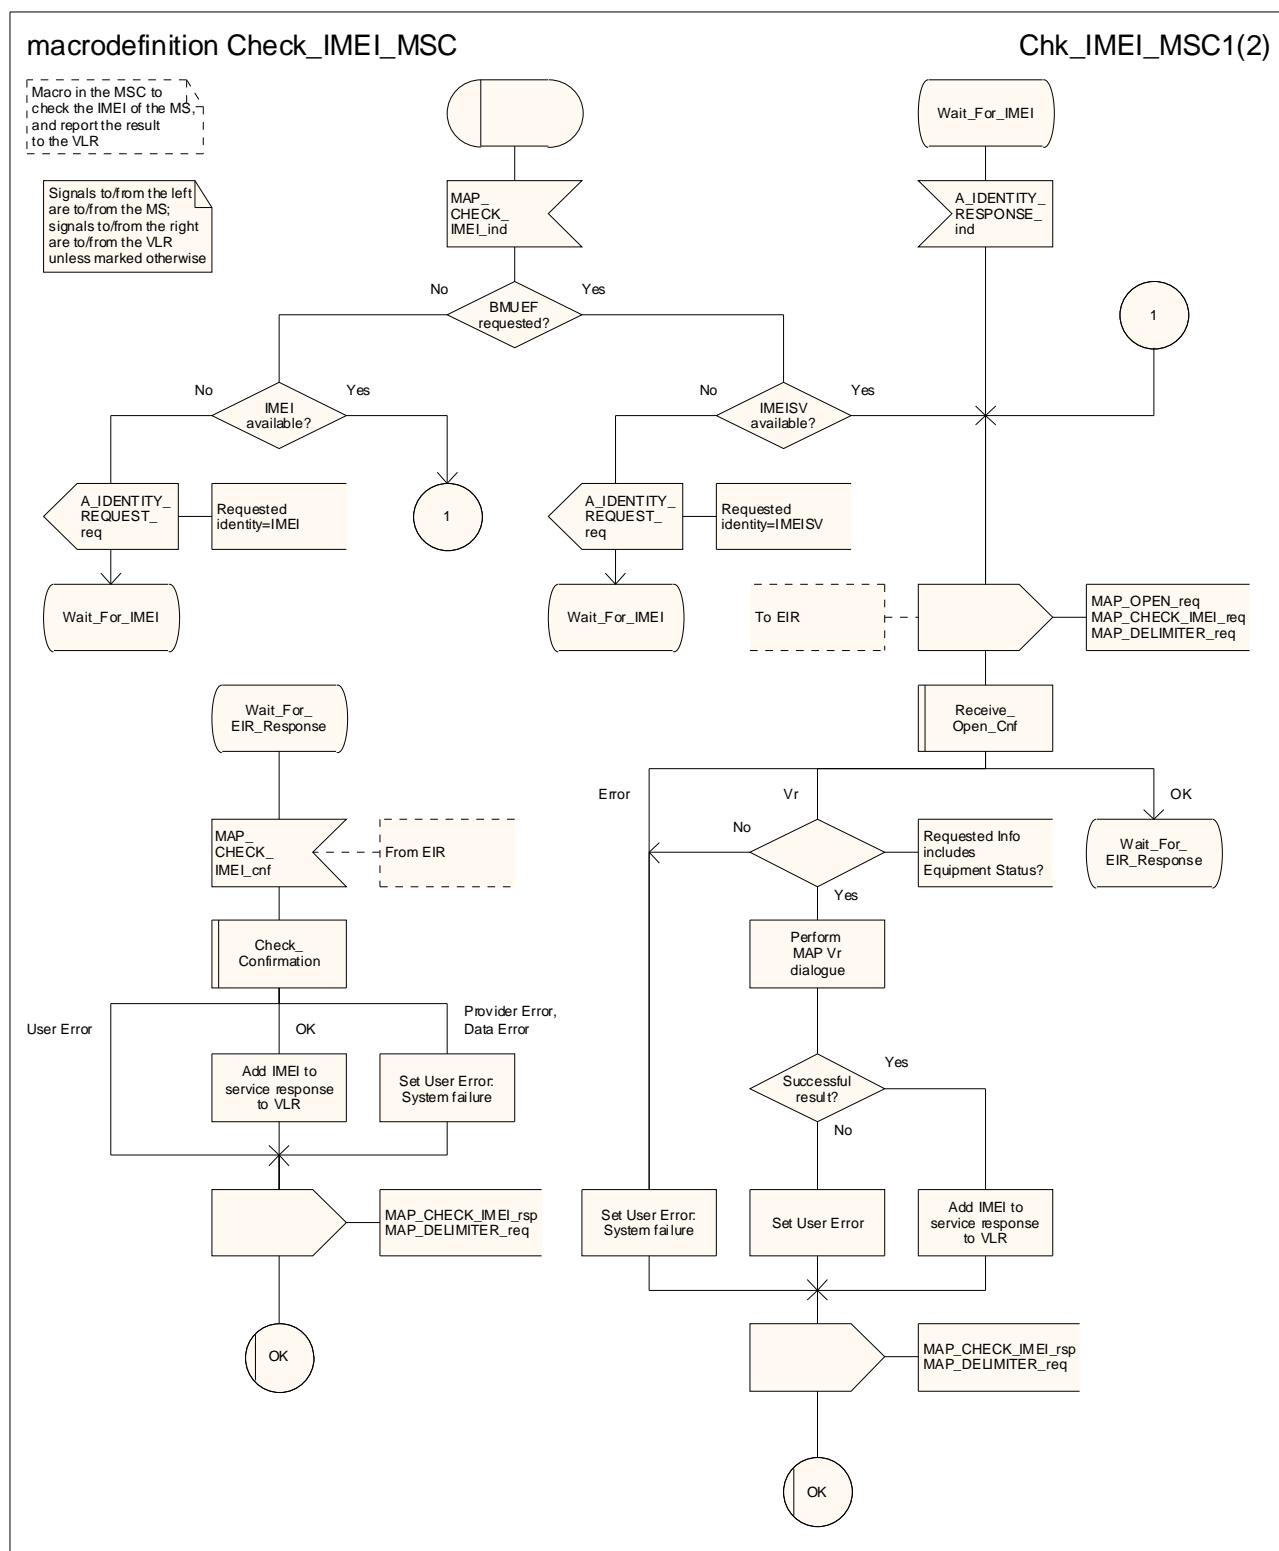 macrodefinition Check_IMEI_MSC
Chk_IMEI_MSC1(2)
Macro in the MSC to
check the IMEI of the MS,
and report the result
to the VLR
Signals to/from the left
are to/from the MS;
signals to/from the right
are to/from the VLR
unless marked otherwise
MAP_
CHECK_
IMEI_ind
Wait_For_IMEI
A_IDENTITY_
RESPONSE_
ind
No
BMUEF
requested?
Yes
1
No
IMEI
available?
Yes
No
IMEISV
available?
Yes
A_IDENTITY_
REQUEST_
req
Requested
identity=IMEI
1
A_IDENTITY_
REQUEST_
req
Requested
identity=IMEISV
Wait_For_IMEI
Wait_For_IMEI
To EIR
MAP_OPEN_req
MAP_CHECK_IMEI_req
MAP_DELIMITER_req
Wait_For_
EIR_Response
Receive_
Open_Cnf
Error
Vr
OK
MAP_
CHECK_
IMEI_cnf
From EIR
No
Requested Info
includes
Equipment Status?
Wait_For_
EIR_Response
Yes
Check_
Confirmation
Perform
MAP Vr
dialogue
User Error
OK
Provider Error,
Data Error
Add IMEI to
service response
to VLR
Set User Error:
System failure
Successful
result?
Yes
No
MAP_CHECK_IMEI_rsp
MAP_DELIMITER_req
Set User Error:
System failure
Set User Error
Add IMEI to
service response
to VLR
OK
MAP_CHECK_IMEI_rsp
MAP_DELIMITER_req
OK